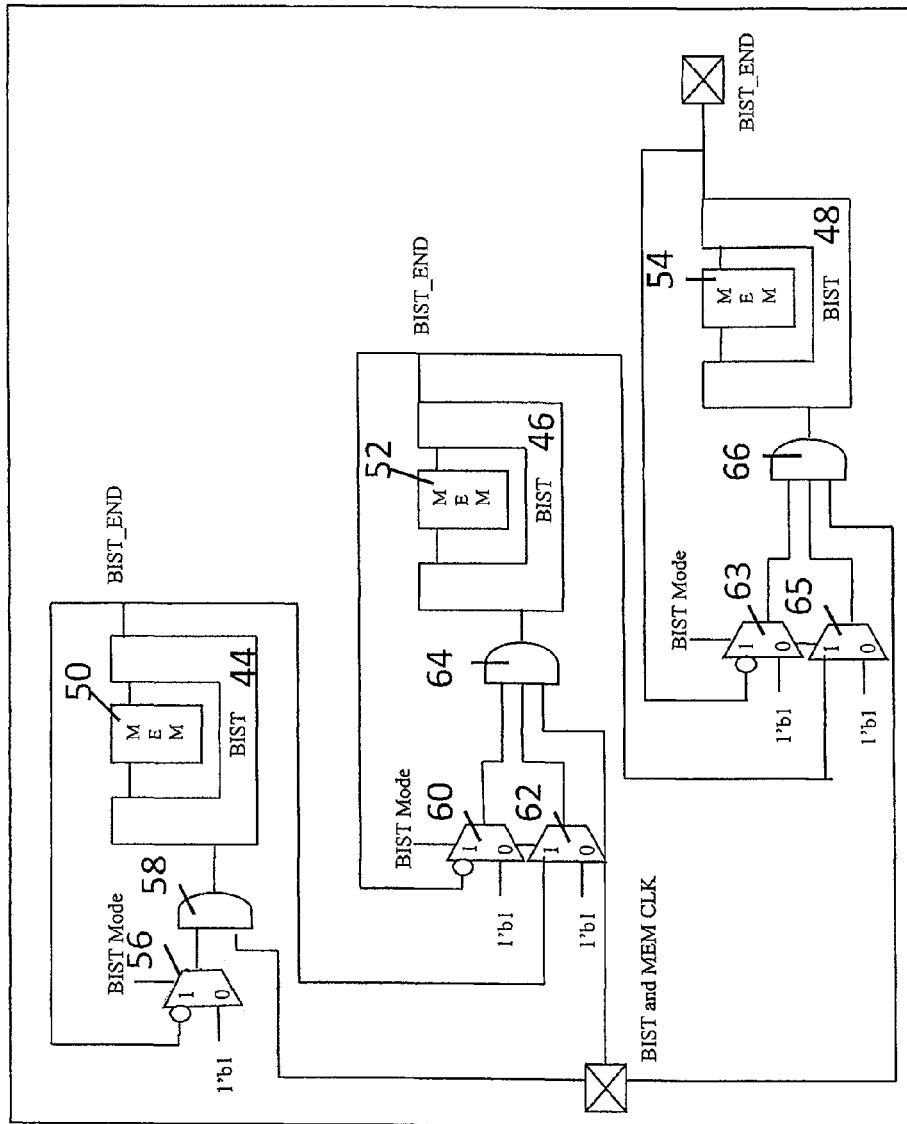 50
M
E
M
44
BIST
BIST_END
58
BIST Mode
56
1
0
1'b1
52
M
E
M
46
BIST
BIST_END
64
BIST Mode
60
1
0
1'b1
62
1
0
1'b1
54
M
E
M
48
BIST
BIST_END
66
BIST Mode
63
1
0
1'b1
65
1
0
1'b1
BIST and MEM CLK